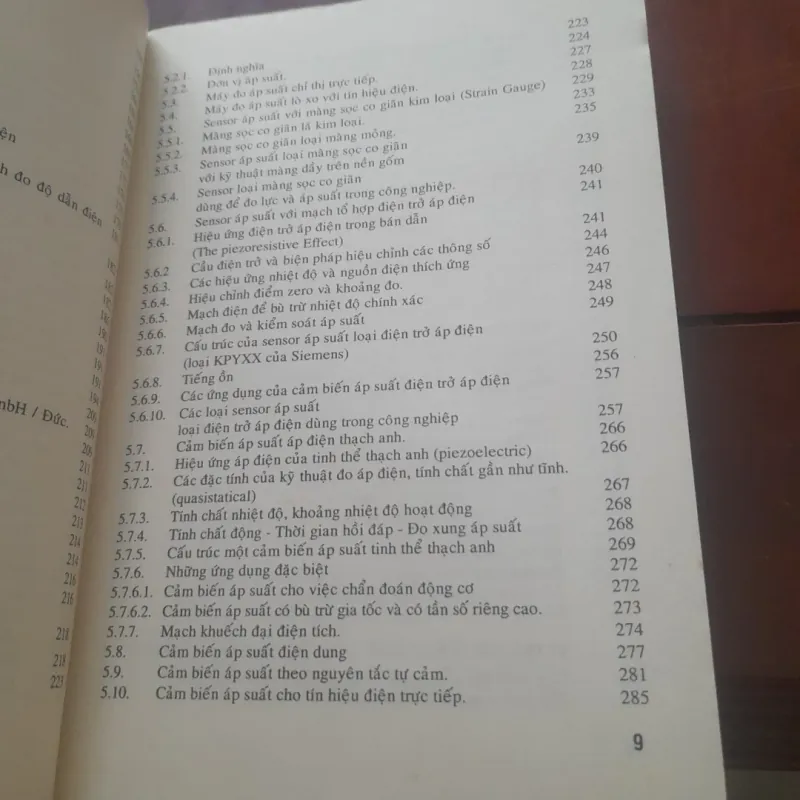 ện
h đo độ dẫn điện
nbH / Đức.
200
206
211
211
212
213
214
214
216
216
218
218
223
5.2.1. Định nghĩa 223
5.2.2. Đơn vị áp suất. 224
5.3. Máy đo áp suất chỉ thị trực tiếp. 227
5.4. Máy đo áp suất lò xo với tín hiệu điện. 228
5.5. Sensor áp suất với màng sọc co giãn kim loại (Strain Gauge) 229
5.5.1. Màng sọc co giãn lá kim loại. 233
5.5.2. Màng sọc co giãn loại màng mỏng. 235
5.5.3. Sensor áp suất loại màng sọc co giãn
với kỹ thuật màng dầy trên nền gốm 239
5.5.4. Sensor loại màng sọc co giãn
dùng để đo lực và áp suất trong công nghiệp. 240
5.6. Sensor áp suất với mạch tổ hợp điện trở áp điện 241
5.6.1. Hiệu ứng điện trở áp điện trong bán dẫn
(The piezoresistive Effect) 241
5.6.2 Cầu điện trở và biện pháp hiệu chỉnh các thông số 244
5.6.3. Các hiệu ứng nhiệt độ và nguồn điện thích ứng 246
5.6.4. Hiệu chỉnh điểm zero và khoảng đo. 247
5.6.5. Mạch điện để bù trừ nhiệt độ chính xác 248
5.6.6. Mạch đo và kiểm soát áp suất 249
5.6.7. Cấu trúc của sensor áp suất loại điện trở áp điện
(loại KPYXX của Siemens) 250
5.6.8. Tiếng ồn 256
5.6.9. Các ứng dụng của cảm biến áp suất điện trở áp điện 257
5.6.10. Các loại sensor áp suất
loại điện trở áp điện dùng trong công nghiệp 257
5.7. Cảm biến áp suất áp điện thạch anh. 266
5.7.1. Hiệu ứng áp điện của tinh thể thạch anh (piezoelectric) 266
5.7.2. Các đặc tính của kỹ thuật đo áp điện, tính chất gần như tĩnh.
(quasistatical) 267
5.7.3. Tính chất nhiệt độ, khoảng nhiệt độ hoạt động 268
5.7.4. Tính chất động - Thời gian hồi đáp - Đo xung áp suất 268
5.7.5. Cấu trúc một cảm biến áp suất tinh thể thạch anh 269
5.7.6. Những ứng dụng đặc biệt 272
5.7.6.1. Cảm biến áp suất cho việc chẩn đoán động cơ 272
5.7.6.2. Cảm biến áp suất có bù trừ gia tốc và có tần số riêng cao. 273
5.7.7. Mạch khuếch đại điện tích. 274
5.8. Cảm biến áp suất điện dung 277
5.9. Cảm biến áp suất theo nguyên tắc tự cảm. 281
5.10. Cảm biến áp suất cho tín hiệu điện trực tiếp. 285
9